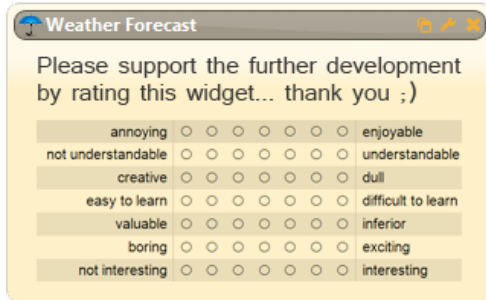 Weather Forecast
Please support the further development
by rating this widget... thank you ;)
annoying enjoyable
not understandable understandable
creative dull
easy to learn difficult to learn
valuable inferior
boring exciting
not interesting interesting